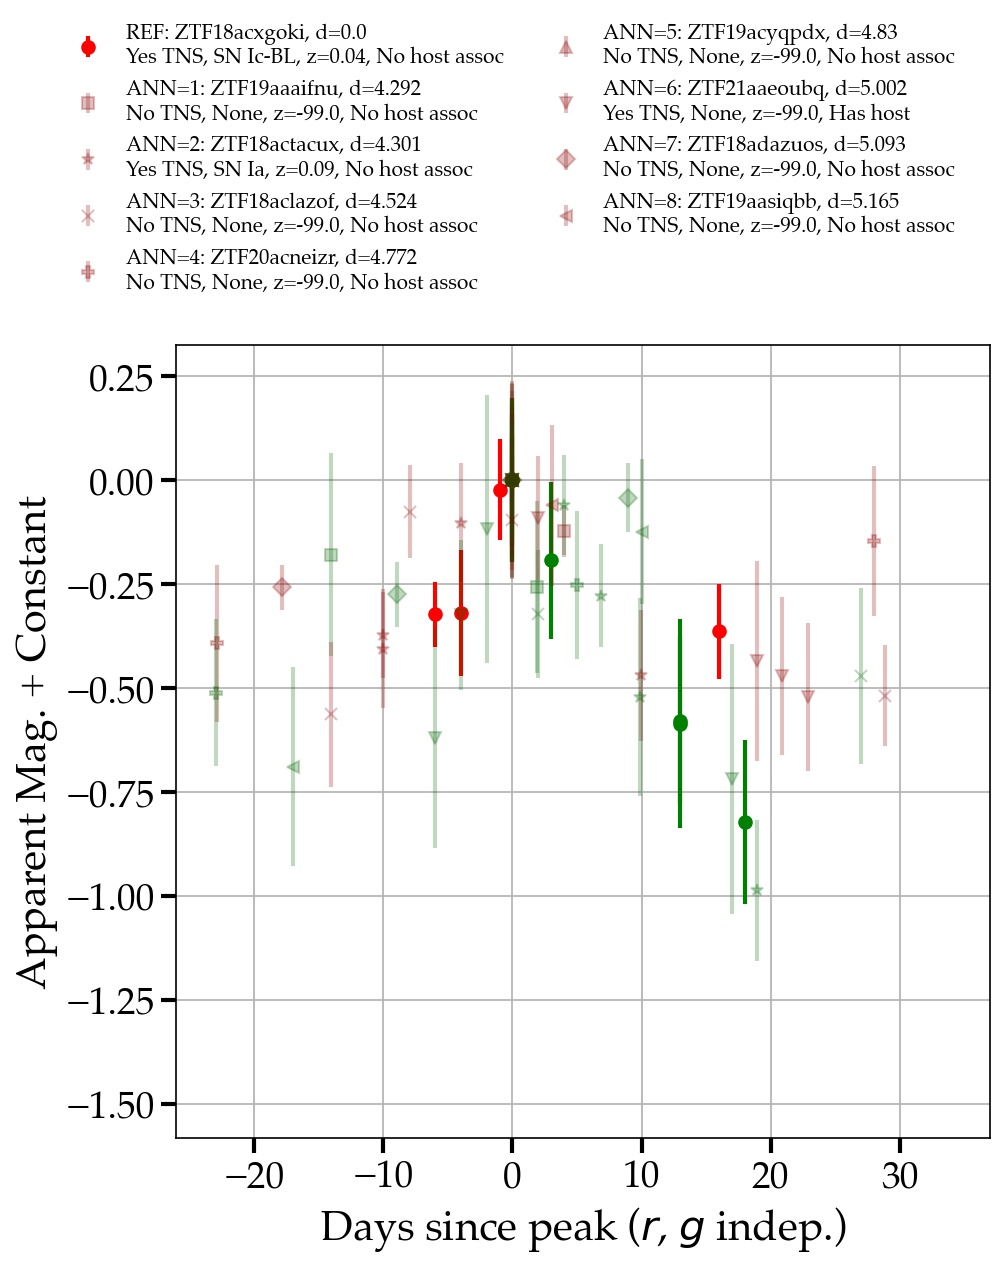 REF: ZTF18acxgoki, d=0.0
Yes TNS, SN Ic-BL, z=0.04, No host assoc
ANN=1: ZTF19aaaifnu, d=4.292
No TNS, None, z=-99.0, No host assoc
ANN=2: ZTF18actacux, d=4.301
Yes TNS, SN Ia, z=0.09, No host assoc
ANN=3: ZTF18aclazof, d=4.524
No TNS, None, z=-99.0, No host assoc
ANN=4: ZTF20acneizr, d=4.772
No TNS, None, z=-99.0, No host assoc
ANN=5: ZTF19acyqpdx, d=4.83
No TNS, None, z=-99.0, No host assoc
ANN=6: ZTF21aaeoubq, d=5.002
Yes TNS, None, z=-99.0, Has host
ANN=7: ZTF18adazuos, d=5.093
No TNS, None, z=-99.0, No host assoc
ANN=8: ZTF19aasiqbb, d=5.165
No TNS, None, z=-99.0, No host assoc
Apparent Mag. + Constant
0.25
0.00
−0.25
−0.50
−0.75
−1.00
−1.25
−1.50
−20
−10
0
10
20
30
Days since peak (r, g indep.)